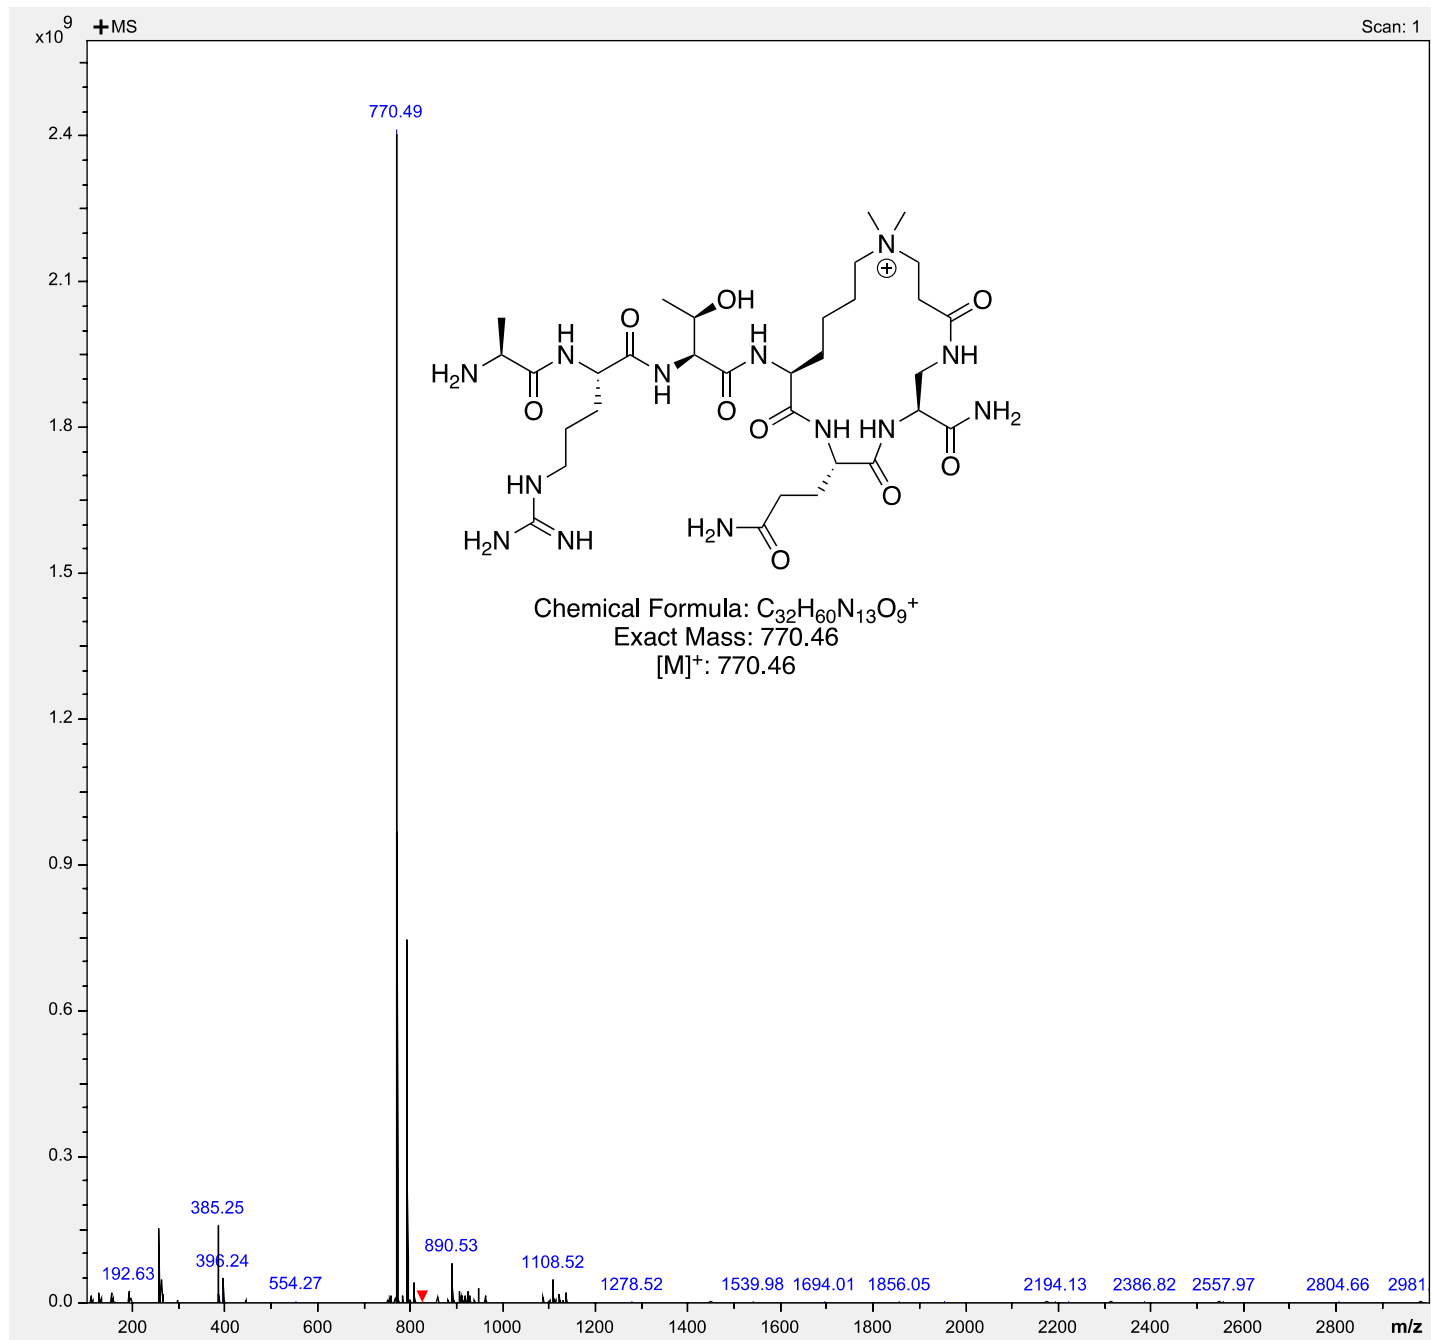 x10⁹
+MS
Scan: 1
770.49
2.4
2.1
1.8
1.5
1.2
0.9
0.6
0.3
0.0
N
+
OH
O
O
H
N
H
N
NH
H₂N
N
H
O
O
O
NH
HN
NH₂
O
HN
O
H₂N
NH
H₂N
O
Chemical Formula: C₃₂H₆₀N₁₃O₉⁺
Exact Mass: 770.46
[M]⁺: 770.46
385.25
890.53
396.24
1108.52
192.63
554.27
1278.52
1539.98
1694.01
1856.05
2194.13
2386.82
2557.97
2804.66
2981
200
400
600
800
1000
1200
1400
1600
1800
2000
2200
2400
2600
2800
m/z